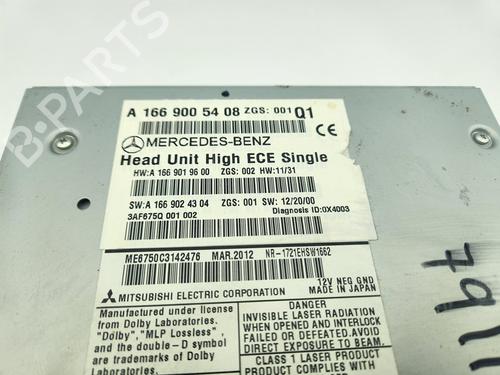 A 166 900 54 08 ZGS: 001 Q1
MERCEDES-BENZ
CE
Head Unit High ECE Single
HW:A 166 901 96 00 ZGS: 002 HW:11/31
SW:A 166 902 43 04 ZGS: 001 SW: 12/20/00
3AF675Q 001 002 Diagnosis ID:0X4003
ME6750C3142476 MAR.2012 NR-1721EHSW1662
12V NEG GND
MITSUBISHI ELECTRIC CORPORATION MADE IN JAPAN
Manufactured under license
from Dolby Laboratories.
"Dolby", "MLP Lossless",
and the double-D symbol
are trademarks of Dolby
Laboratories.
DANGER
INVISIBLE LASER RADIATION
WHEN OPENED AND INTERLOCK
FAILED OR DEFEATED.AVOID
DIRECT EXPOSURE TO BEAM.
CLASS 1 LASER PRODUCT
B-PARTS